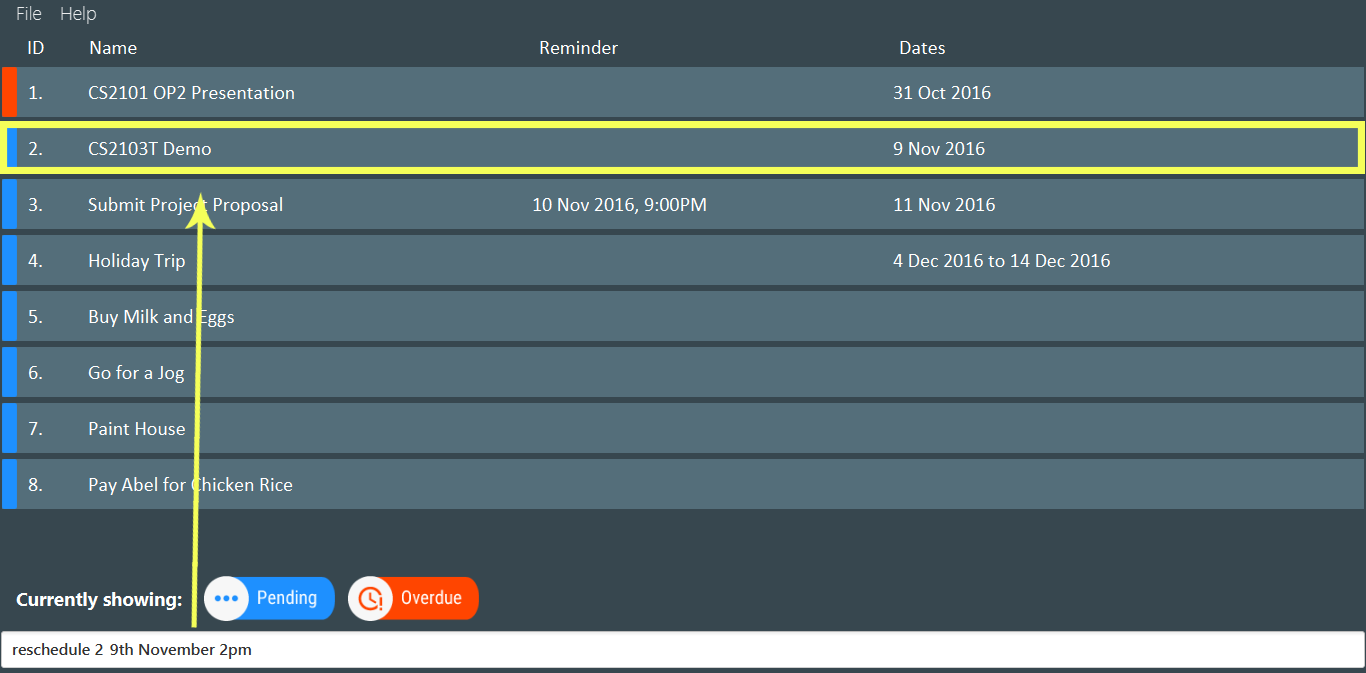 File Help
ID Name Reminder Dates
1. CS2101 OP2 Presentation 31 Oct 2016
2. CS2103T Demo 9 Nov 2016
3. Submit Project Proposal 10 Nov 2016, 9:00PM 11 Nov 2016
4. Holiday Trip 4 Dec 2016 to 14 Dec 2016
5. Buy Milk and Eggs
6. Go for a Jog
7. Paint House
8. Pay Abel for Chicken Rice
Currently showing: Pending Overdue
reschedule 2 9th November 2pm